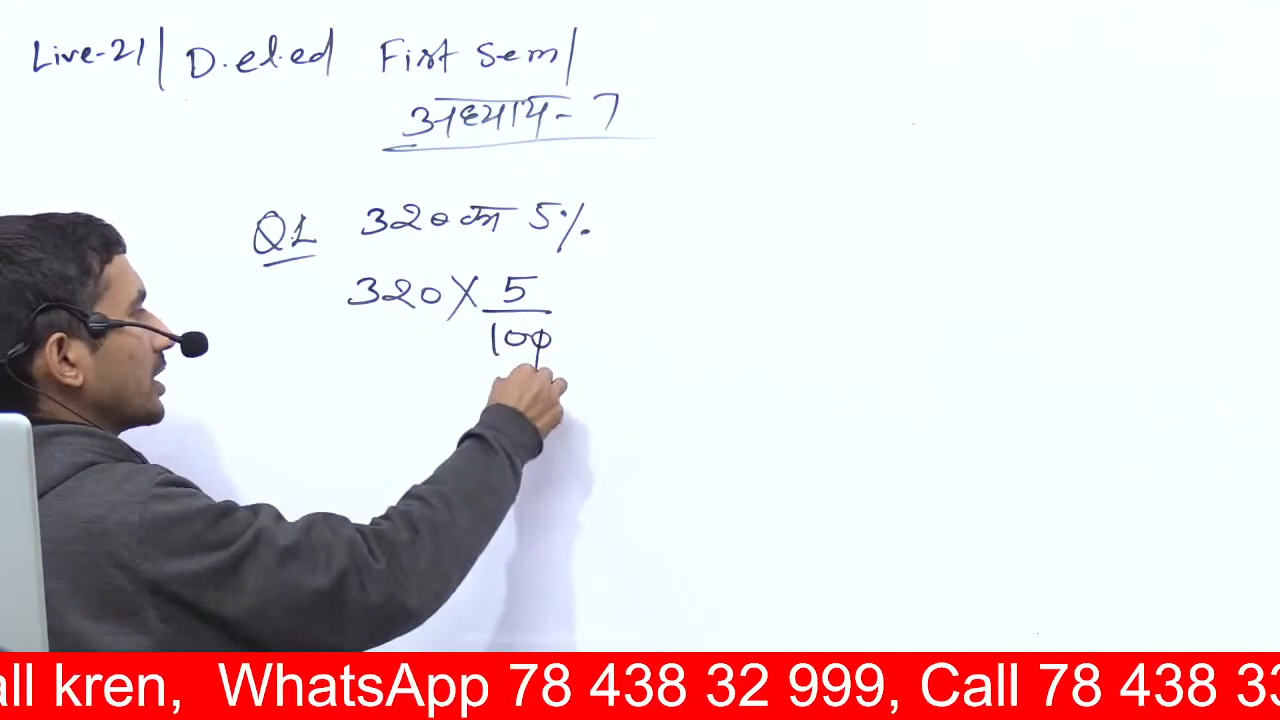 Live-21 | D.el.ed First Sem/
अध्याय- 7
Q1 320 का 5%
320 X 5
100
all kren, WhatsApp 78 438 32 999, Call 78 438 33